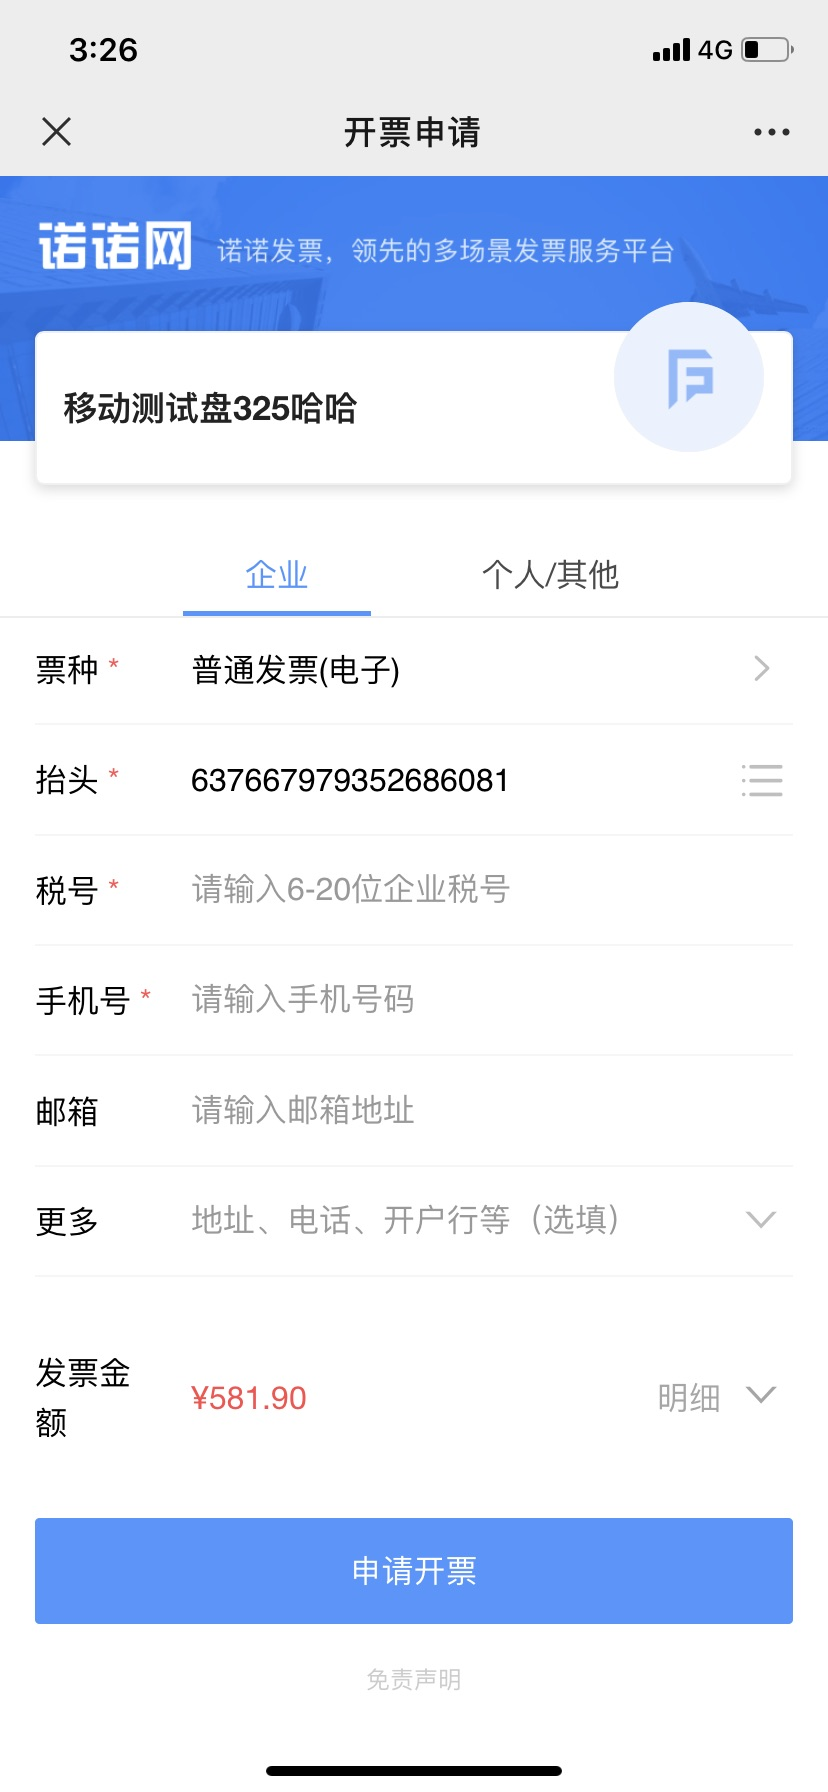 3:26
4G
开票申请
诺诺网 诺诺发票，领先的多场景发票服务平台
移动测试盘325哈哈
企业 个人/其他
票种 * 普通发票(电子)
抬头 * 637667979352686081
税号 * 请输入6-20位企业税号
手机号 * 请输入手机号码
邮箱 请输入邮箱地址
更多 地址、电话、开户行等（选填）
发票金
额
¥581.90 明细
申请开票
免责声明